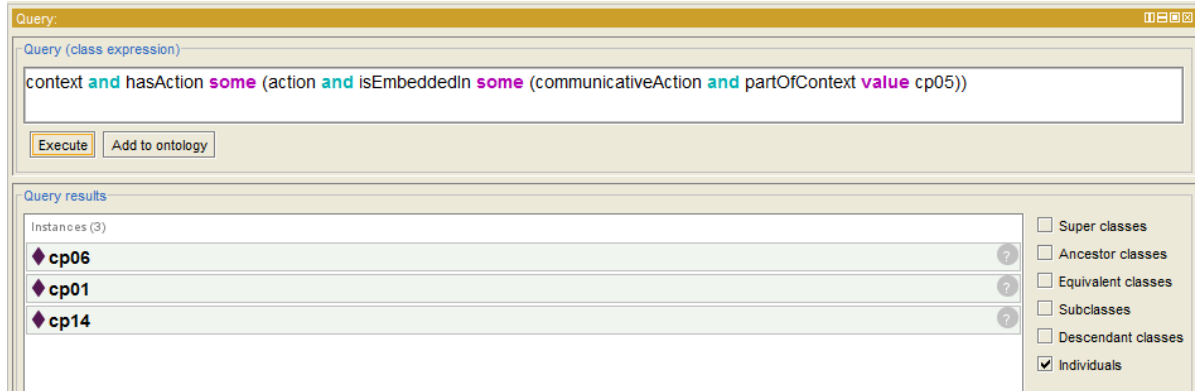 Query:
Query (class expression)
context and hasAction some (action and isEmbeddedIn some (communicativeAction and partOfContext value cp05))
Execute
Add to ontology
Query results
Instances (3)
cp06
?
cp01
?
cp14
?
Super classes
Ancestor classes
Equivalent classes
Subclasses
Descendant classes
Individuals